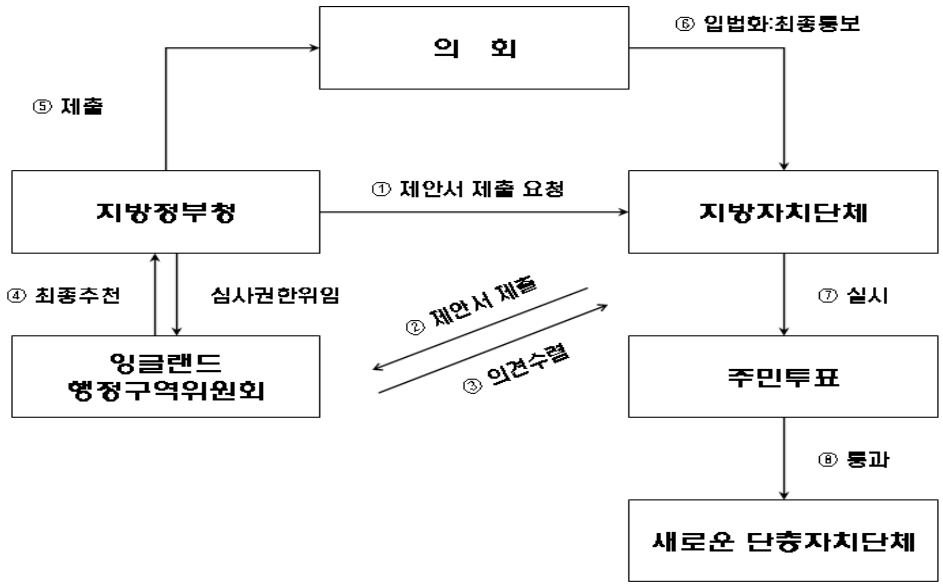 의 회
⑥ 입법화:최종통보
⑤ 제출
지방정부청
① 제안서 제출 요청
지방자치단체
④ 최종추천
심사권한위임
② 제안서 제출
③ 의견수렴
⑦ 실시
잉글랜드
행정구역위원회
주민투표
⑧ 통과
새로운 단층자치단체